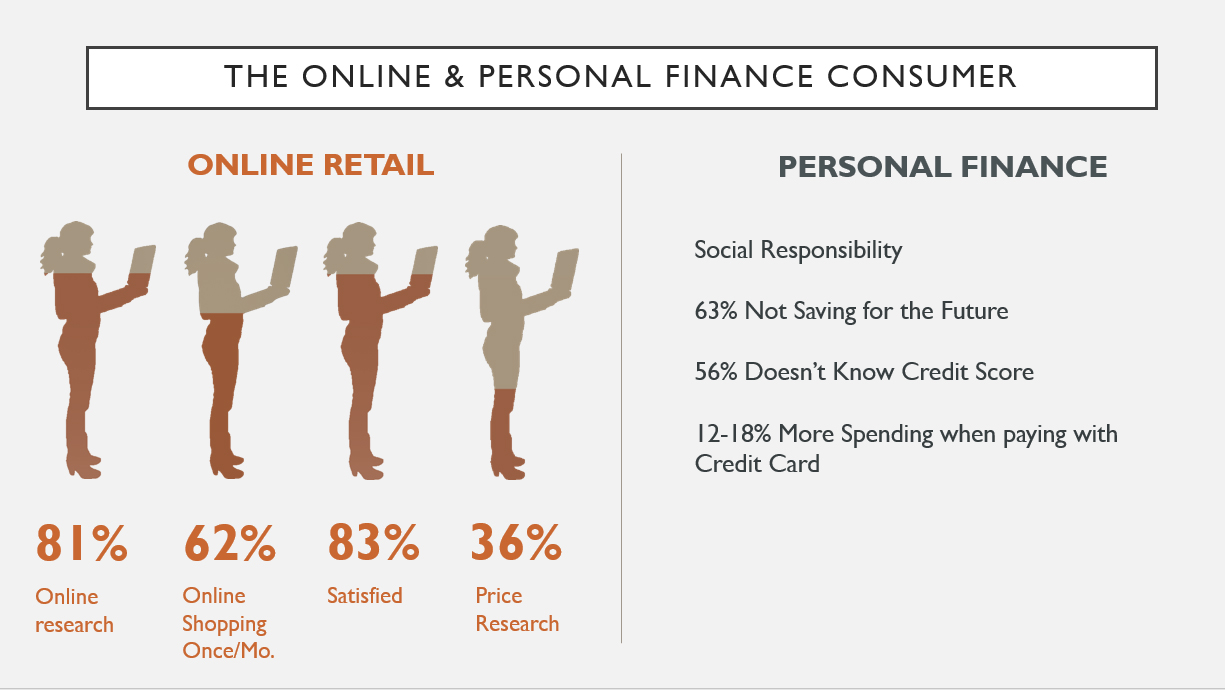 THE ONLINE & PERSONAL FINANCE CONSUMER
ONLINE RETAIL
81%
Online
research
62%
Online
Shopping
Once/Mo.
83%
Satisfied
36%
Price
Research
PERSONAL FINANCE
Social Responsibility
63% Not Saving for the Future
56% Doesn't Know Credit Score
12-18% More Spending when paying with
Credit Card